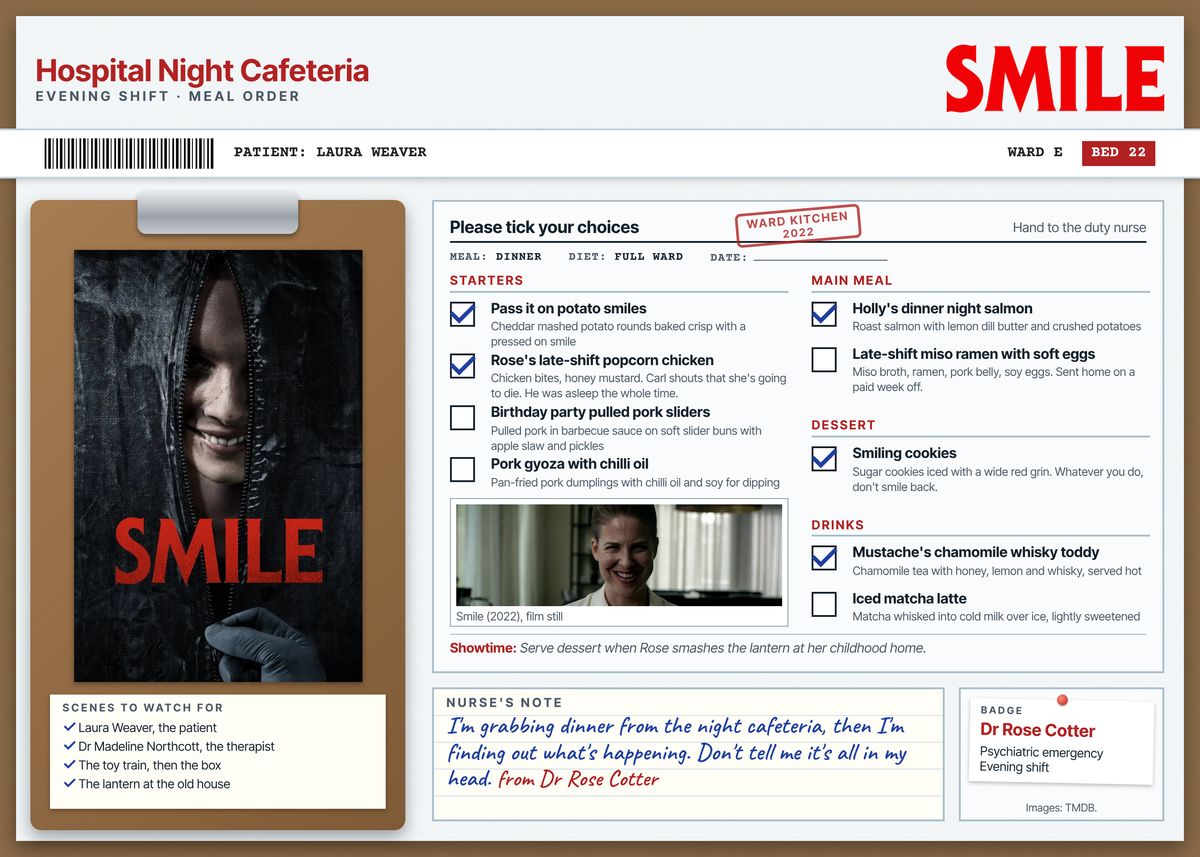 Hospital Night Cafeteria
EVENING SHIFT · MEAL ORDER
SMILE
PATIENT: LAURA WEAVER
WARD E
BED 22
SMILE
SCENES TO WATCH FOR
Laura Weaver, the patient
Dr Madeline Northcott, the therapist
The toy train, then the box
The lantern at the old house
Please tick your choices
WARD KITCHEN
2022
Hand to the duty nurse
MEAL: DINNER
DIET: FULL WARD
DATE:
STARTERS
Pass it on potato smiles
Cheddar mashed potato rounds baked crisp with a
pressed on smile
Rose's late-shift popcorn chicken
Chicken bites, honey mustard. Carl shouts that she's going
to die. He was asleep the whole time.
Birthday party pulled pork sliders
Pulled pork in barbecue sauce on soft slider buns with
apple slaw and pickles
Pork gyoza with chilli oil
Pan-fried pork dumplings with chilli oil and soy for dipping
Smile (2022), film still
MAIN MEAL
Holly's dinner night salmon
Roast salmon with lemon dill butter and crushed potatoes
Late-shift miso ramen with soft eggs
Miso broth, ramen, pork belly, soy eggs. Sent home on a
paid week off.
DESSERT
Smiling cookies
Sugar cookies iced with a wide red grin. Whatever you do,
don't smile back.
DRINKS
Mustache's chamomile whisky toddy
Chamomile tea with honey, lemon and whisky, served hot
Iced matcha latte
Matcha whisked into cold milk over ice, lightly sweetened
Showtime: Serve dessert when Rose smashes the lantern at her childhood home.
NURSE'S NOTE
I'm grabbing dinner from the night cafeteria, then I'm
finding out what's happening. Don't tell me it's all in my
head. from Dr Rose Cotter
BADGE
Dr Rose Cotter
Psychiatric emergency
Evening shift
Images: TMDB.